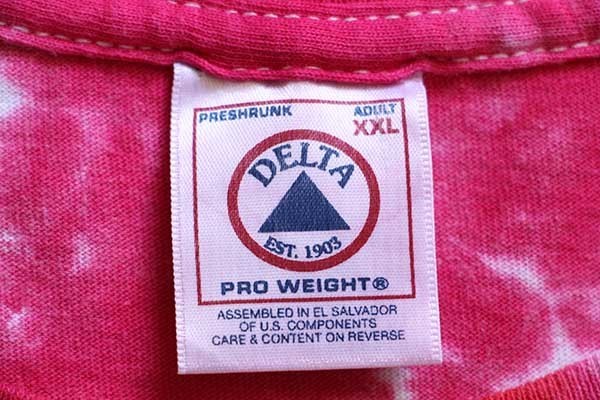 PRESHRUNK
ADULT
XXL
DELTA
EST. 1903
PRO WEIGHT®
ASSEMBLED IN EL SALVADOR
OF U.S. COMPONENTS
CARE & CONTENT ON REVERSE